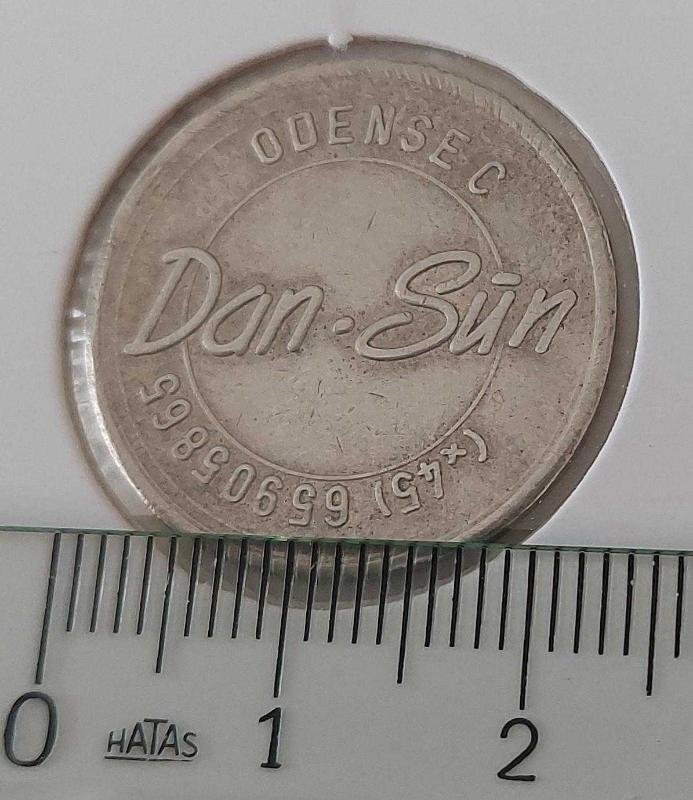 ODENSE C
Dan-Sun
(+45) 65905865
0 1 2
HATAS